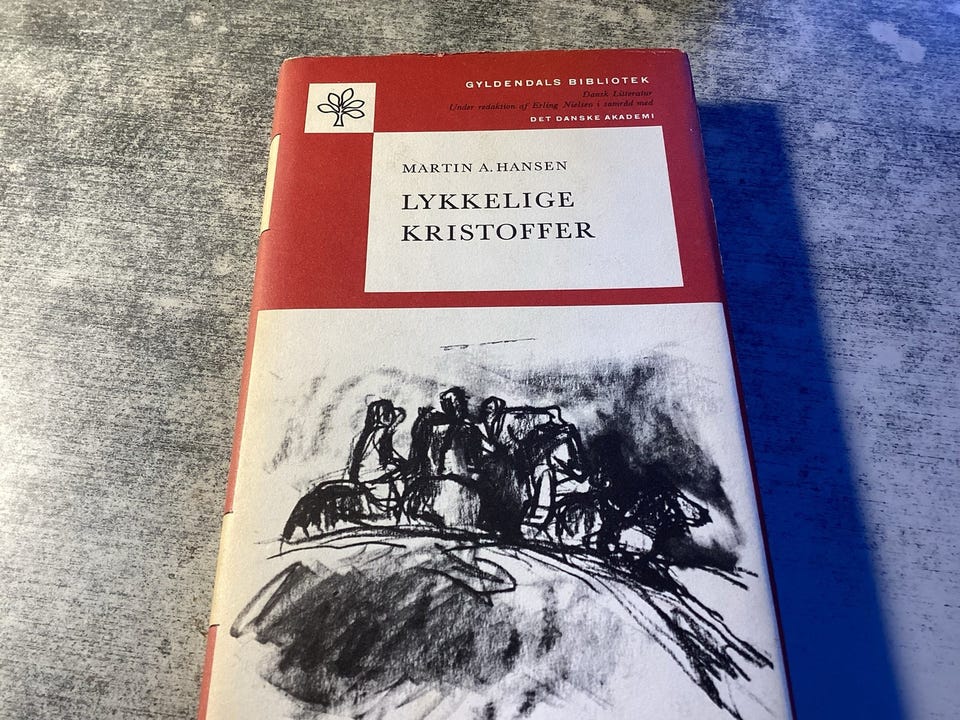 GYLDENDALS BIBLIOTEK
Dansk Litteratur
Under redaktion af Erling Nielsen i samråd med
DET DANSKE AKADEMI
MARTIN A. HANSEN
LYKKELIGE
KRISTOFFER